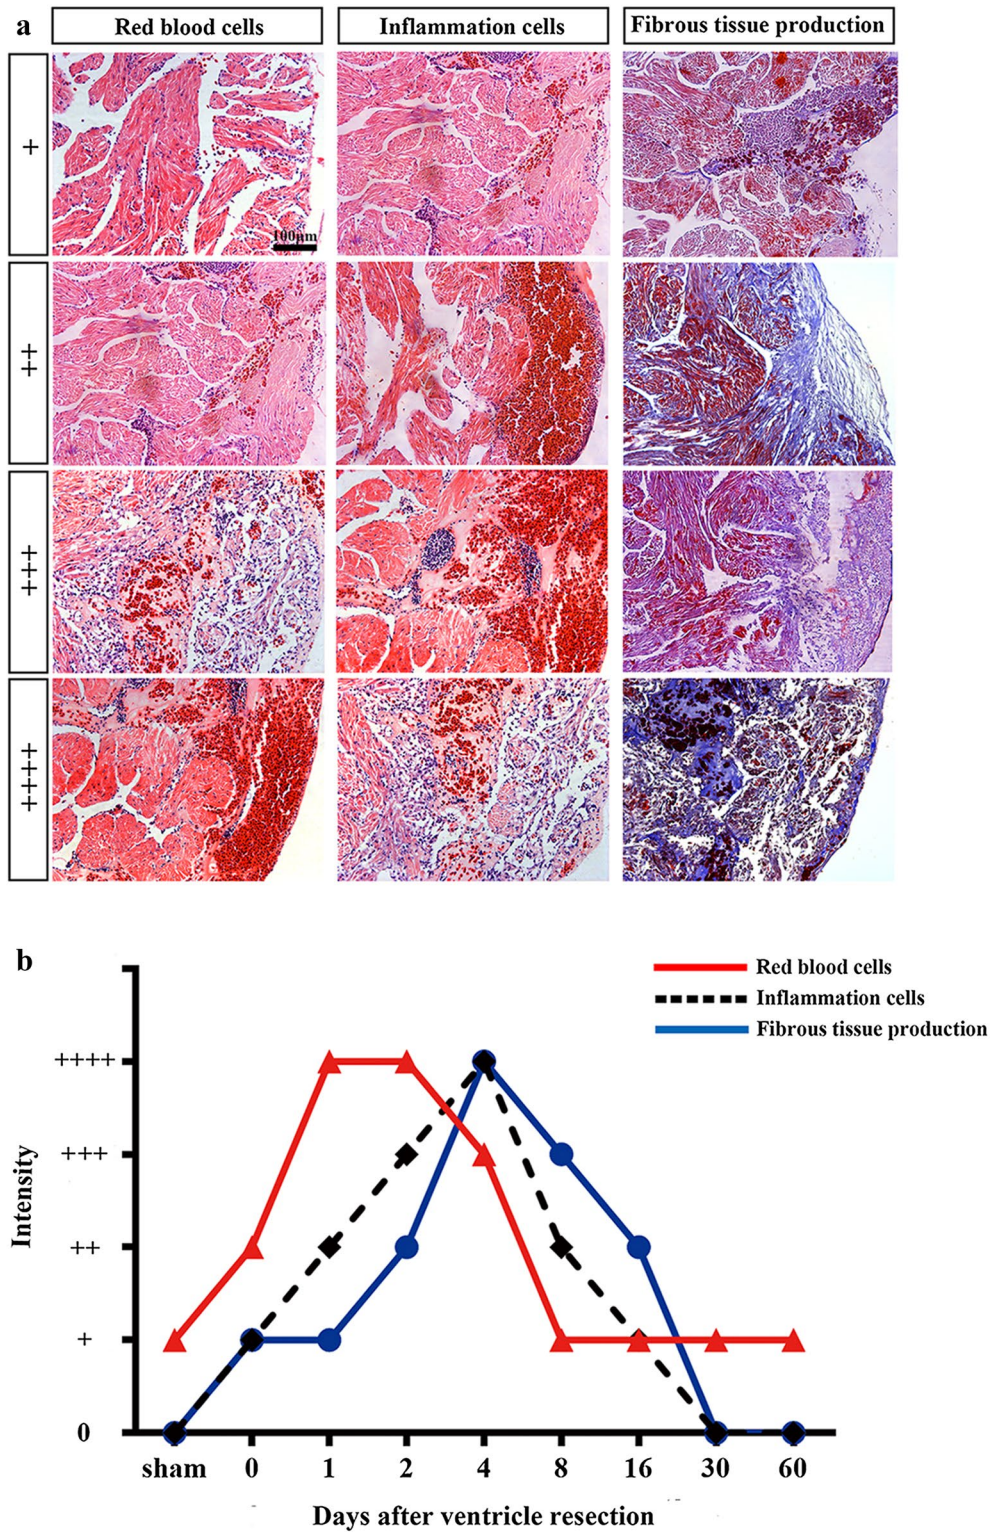 a
Red blood cells
Inflammation cells
Fibrous tissue production
+
100µm
++
+++
++++
b
Red blood cells
Inflammation cells
Fibrous tissue production
++++
+++
++
+
0
Intensity
sham 0 1 2 4 8 16 30 60
Days after ventricle resection